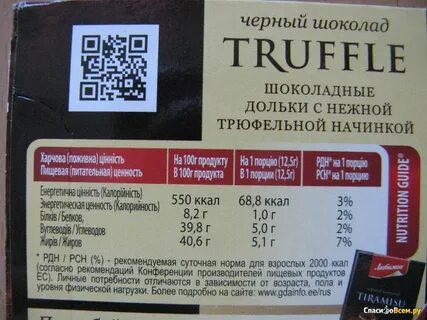 черный шоколад
TRUFFLE
ШОКОЛАДНЫЕ
ДОЛЬКИ С НЕЖНОЙ
ТРЮФЕЛЬНОЙ НАЧИНКОЙ
Харчова (поживна) цінність На 100г продукту На 1 порцію (12,5г) РДН* на 1 порцію
Пищевая (питательная) ценность В 100г продукта В 1 порции (12,5г) РСН* на 1 порцию
Енергетична цінність (Калорійність)
Энергетическая ценность (Калорийность) 550 ккал 68,8 ккал 3%
Білків / Белков, 8,2 г 1,0 г 2%
Вуглеводів / Углеводов 39,8 г 5,0 г 2%
Жирів / Жиров 40,6 г 5,1 г 7%
NUTRITION GUIDE®
* РДН / РСН (%) - рекомендуемая суточная норма для взрослых 2000 ккал
(согласно рекомендаций Конференции производителей пищевых продуктов
ЕС). Личные потребности отличаются в зависимости от возраста, пола и
уровня физической нагрузки. Более подробно на сайте: www.gdainfo.ee/rus
Любимов
TIRAMISU
Спаси доВсем.ру